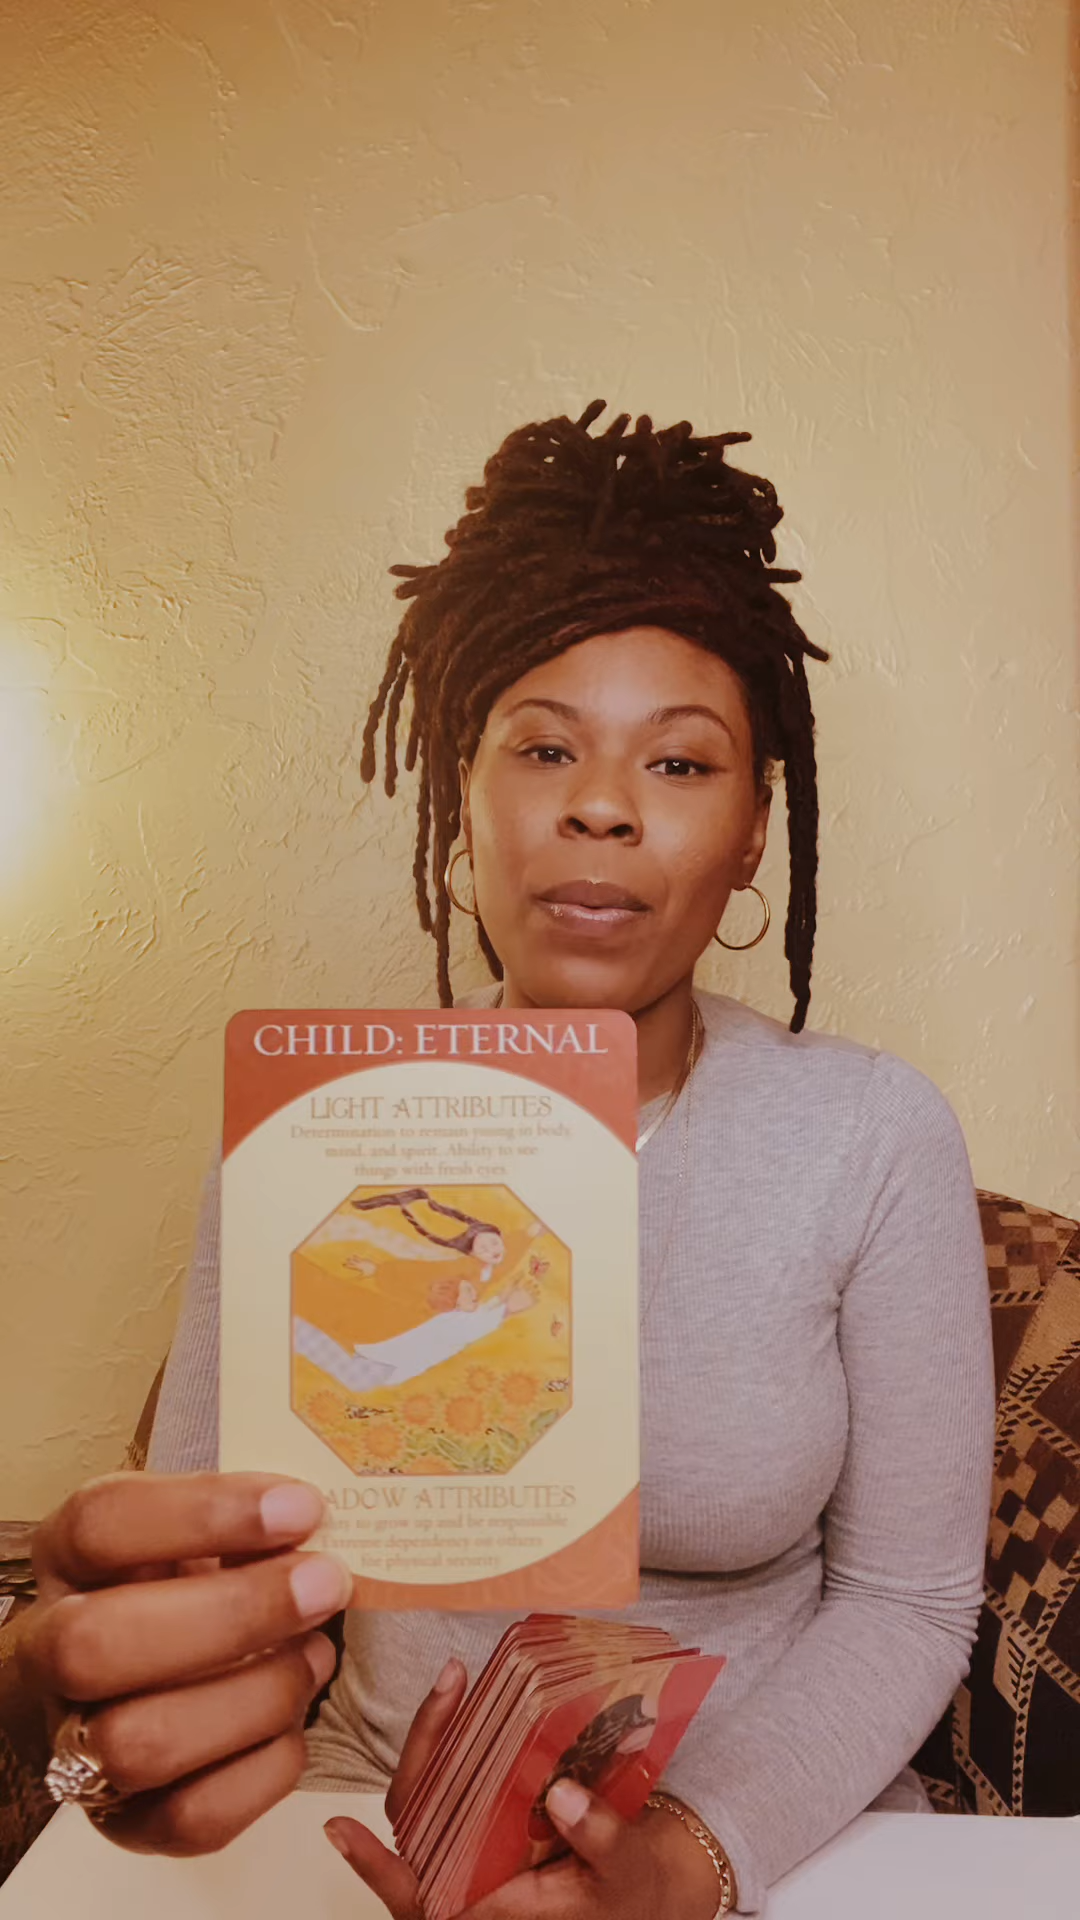 CHILD: ETERNAL
LIGHT ATTRIBUTES
Determination to remain young in body,
mind, and spirit. Ability to see
things with fresh eyes.
ADOW ATTRIBUTES
to grow up and be responsible
Extreme dependency on others
for physical security